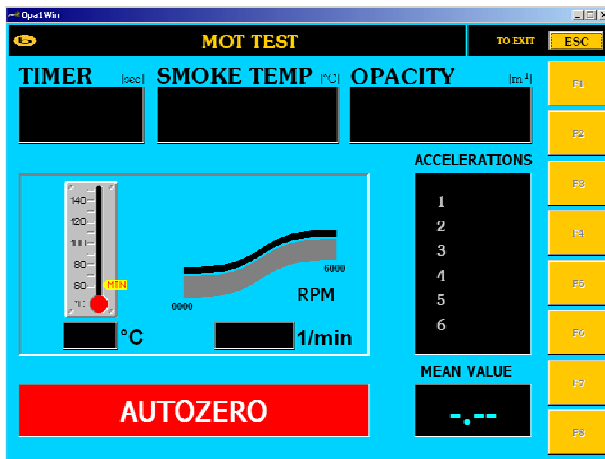 Opa1Win
MOT TEST
TO EXIT
ESC
TIMER [sec]
SMOKE TEMP [°C]
OPACITY [m-1]
F1
F2
F3
F4
F5
F6
F7
F8
ACCELERATIONS
1
2
3
4
5
6
140
120
100
80
60
MIN
0000
6000
RPM
°C
1/min
MEAN VALUE
-.--
AUTOZERO